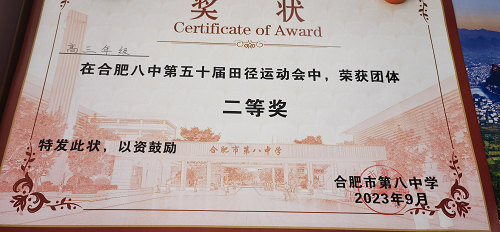 奖 状
Certificate of Award
高三年级
在合肥八中第五十届田径运动会中，荣获团体
二等奖
特发此状，以资鼓励
合肥市第八中学
合肥市第八中学
2023年9月